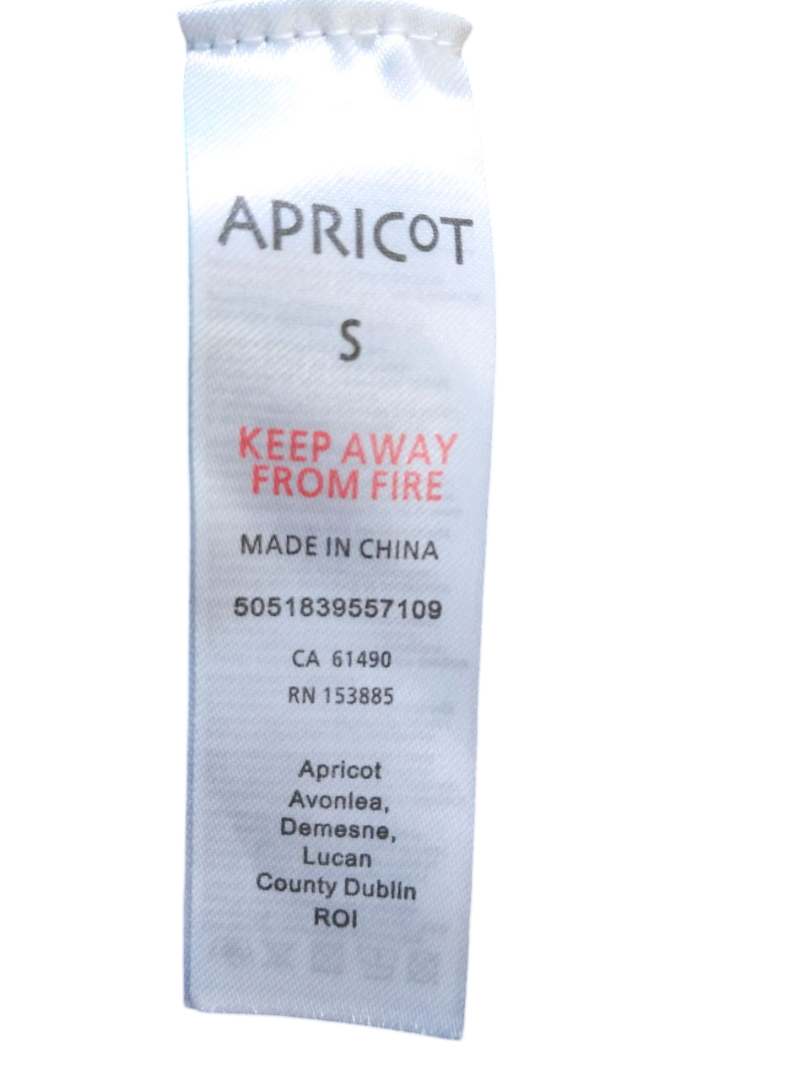 APRICOT
S
KEEP AWAY
FROM FIRE
MADE IN CHINA
5051839557109
CA 61490
RN 153885
Apricot
Avonlea,
Demesne,
Lucan
County Dublin
ROI